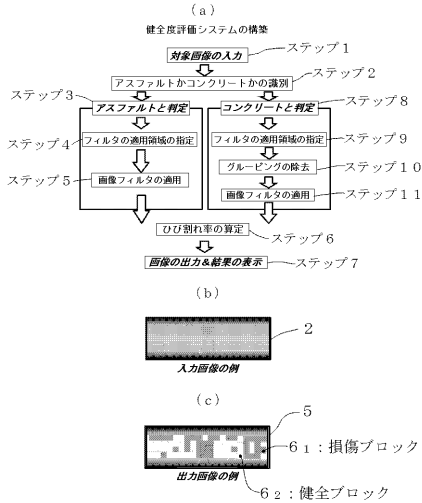 (a)
健全度評価システムの構築
対象画像の入力
ステップ1
アスファルトかコンクリートかの識別
ステップ2
ステップ3
アスファルトと判定
コンクリートと判定
ステップ8
ステップ4
フィルタの適用領域の指定
フィルタの適用領域の指定
ステップ9
グルービングの除去
ステップ10
ステップ5
画像フィルタの適用
画像フィルタの適用
ステップ11
ひび割れ率の算定
ステップ6
画像の出力&結果の表示
ステップ7
(b)
2
入力画像の例
(c)
5
6₁:損傷ブロック
出力画像の例
6₂:健全ブロック